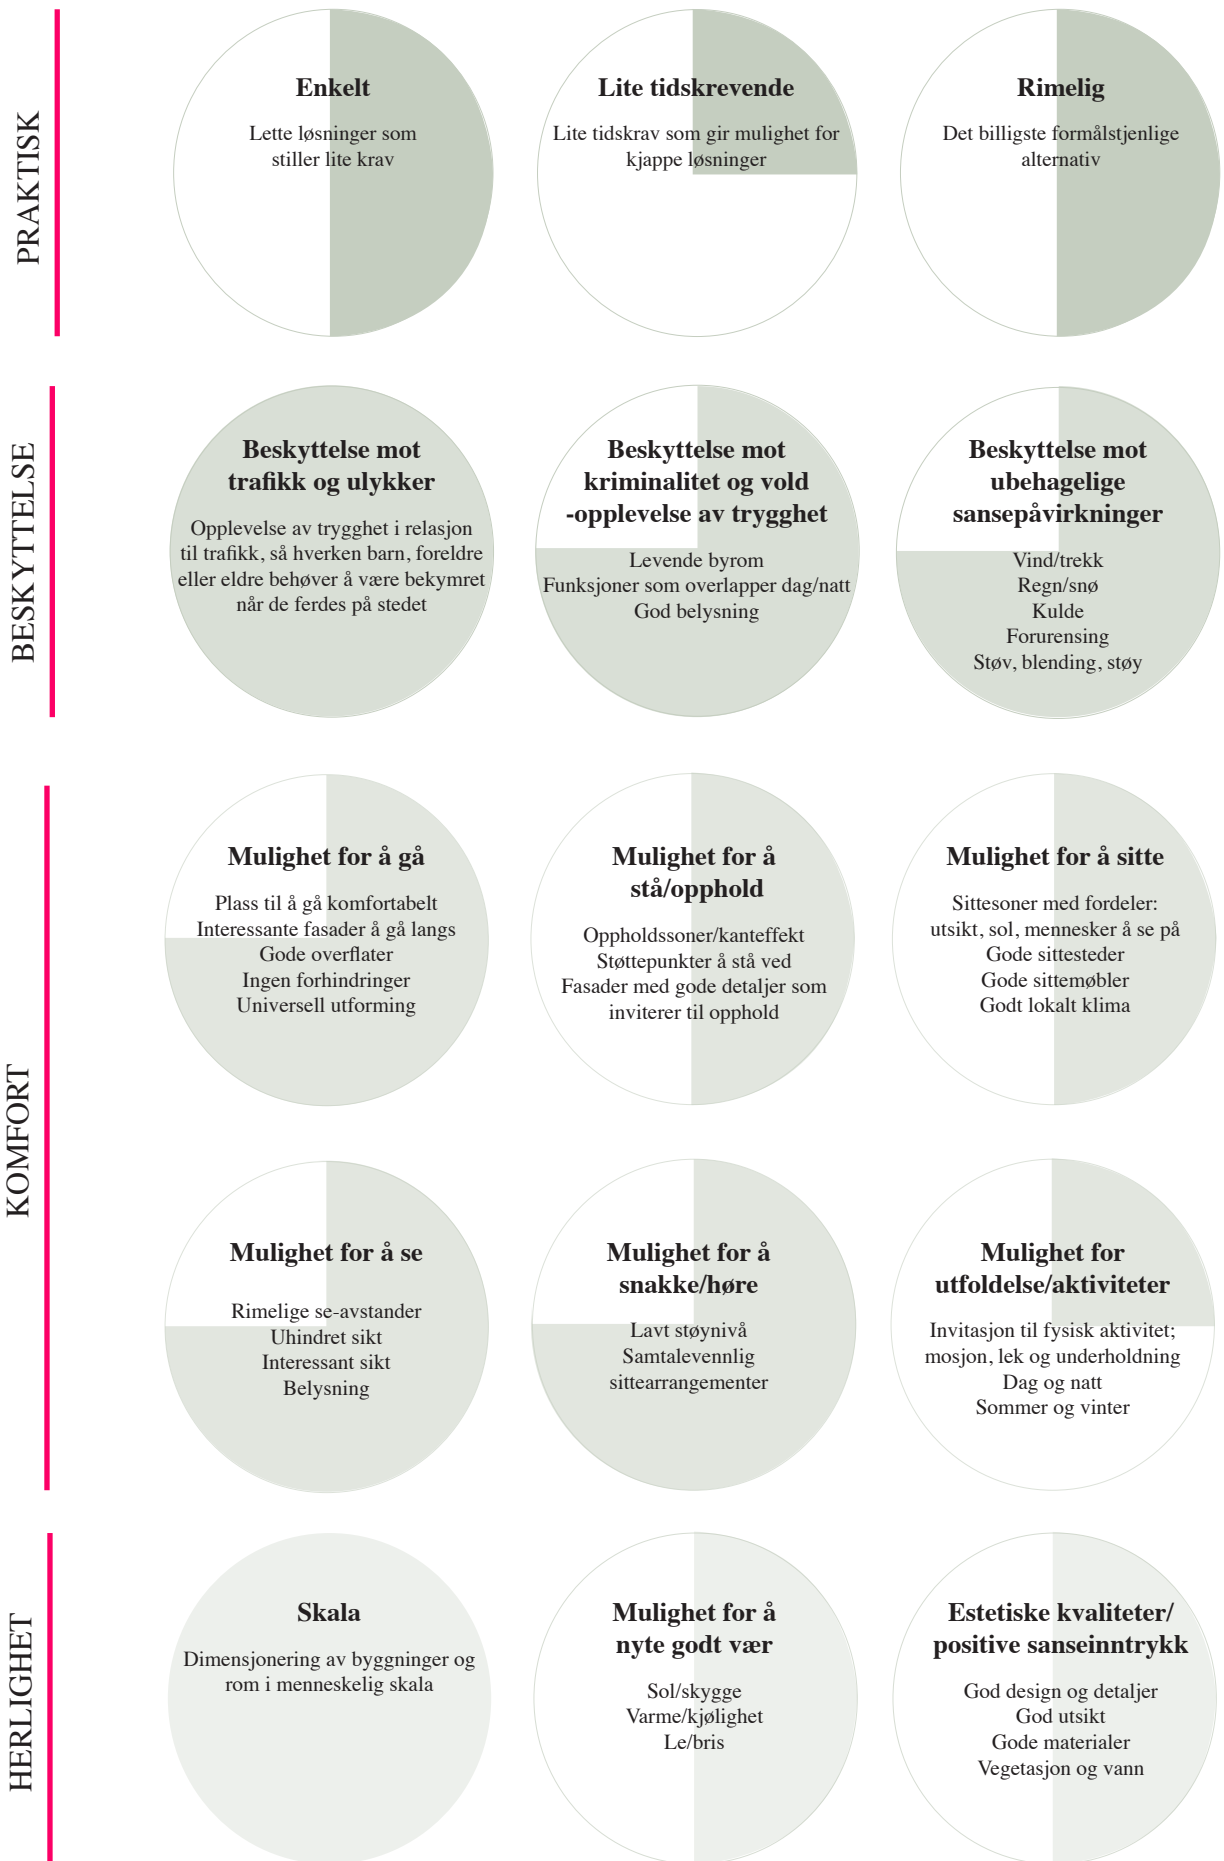 PRAKTISK
Enkelt
Lette løsninger som
stiller lite krav
Lite tidskrevende
Lite tidskrav som gir mulighet for
kjappe løsninger
Rimelig
Det billigste formålstjenlige
alternativ
BESKYTTELSE
Beskyttelse mot
trafikk og ulykker
Opplevelse av trygghet i relasjon
til trafikk, så hverken barn, foreldre
eller eldre behøver å være bekymret
når de ferdes på stedet
Beskyttelse mot
kriminalitet og vold
-opplevelse av trygghet
Levende byrom
Funksjoner som overlapper dag/natt
God belysning
Beskyttelse mot
ubehagelige
sansepåvirkninger
Vind/trekk
Regn/snø
Kulde
Forurensing
Støv, blending, støy
KOMFORT
Mulighet for å gå
Plass til å gå komfortabelt
Interessante fasader å gå langs
Gode overflater
Ingen forhindringer
Universell utforming
Mulighet for å
stå/opphold
Oppholdssoner/kanteffekt
Støttepunkter å stå ved
Fasader med gode detaljer som
inviterer til opphold
Mulighet for å sitte
Sittesoner med fordeler:
utsikt, sol, mennesker å se på
Gode sittesteder
Gode sittemøbler
Godt lokalt klima
Mulighet for å se
Rimelige se-avstander
Uhindret sikt
Interessant sikt
Belysning
Mulighet for å
snakke/høre
Lavt støynivå
Samtalevennlig
sittearrangementer
Mulighet for
utfoldelse/aktiviteter
Invitasjon til fysisk aktivitet;
mosjon, lek og underholdning
Dag og natt
Sommer og vinter
HERLIGHET
Skala
Dimensjonering av byggninger og
rom i menneskelig skala
Mulighet for å
nyte godt vær
Sol/skygge
Varme/kjølighet
Le/bris
Estetiske kvaliteter/
positive sanseinntrykk
God design og detaljer
God utsikt
Gode materialer
Vegetasjon og vann